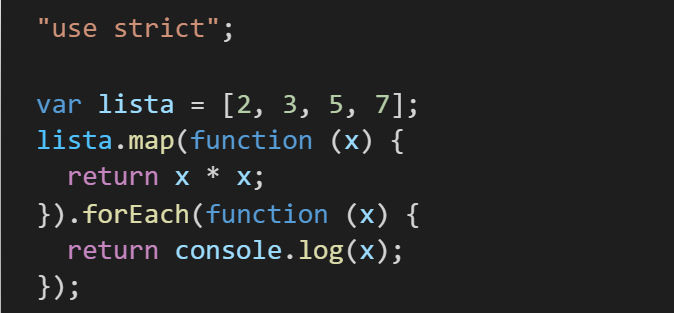 "use strict";

var lista = [2, 3, 5, 7];
lista.map(function (x) {
  return x * x;
}).forEach(function (x) {
  return console.log(x);
});